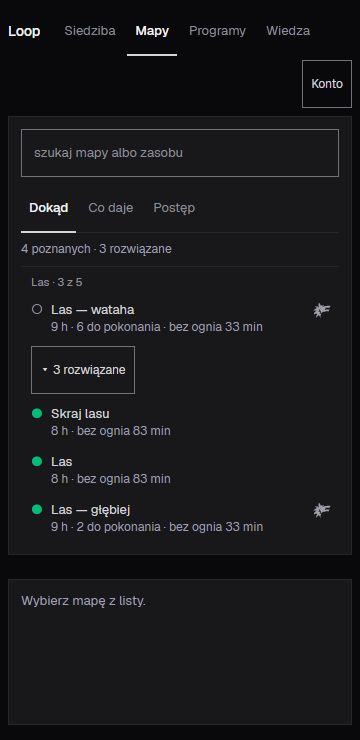 Loop Siedziba Mapy Programy Wiedza
Konto
szukaj mapy albo zasobu
Dokąd Co daje Postęp
4 poznanych · 3 rozwiązane
Las · 3 z 5
Las — wataha
9 h · 6 do pokonania · bez ognia 33 min
3 rozwiązane
Skraj lasu
8 h · bez ognia 83 min
Las
8 h · bez ognia 83 min
Las — głębiej
9 h · 2 do pokonania · bez ognia 33 min
Wybierz mapę z listy.